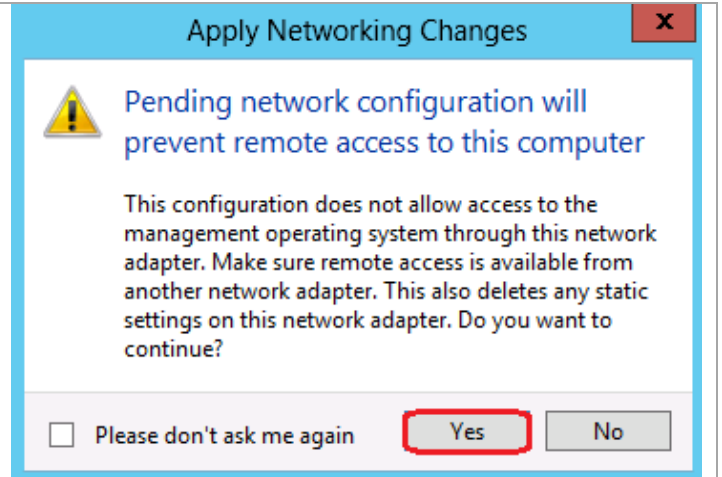 Apply Networking Changes
x
Pending network configuration will
prevent remote access to this computer
This configuration does not allow access to the
management operating system through this network
adapter. Make sure remote access is available from
another network adapter. This also deletes any static
settings on this network adapter. Do you want to
continue?
Please don't ask me again
Yes
No